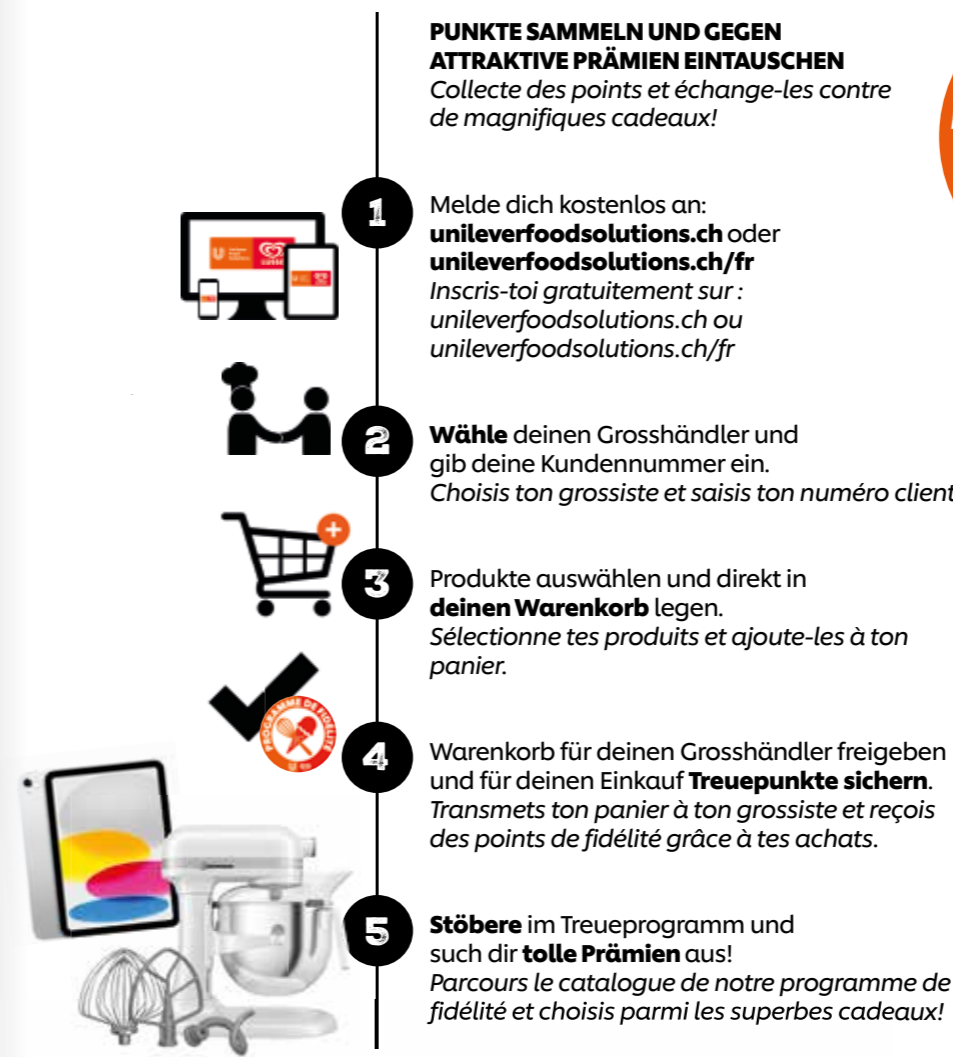 PUNKTE SAMMELN UND GEGEN
ATTRAKTIVE PRÄMIEN EINTAUSCHEN
Collecte des points et échange-les contre
de magnifiques cadeaux!
1
Melde dich kostenlos an:
unileverfoodsolutions.ch oder
unileverfoodsolutions.ch/fr
Inscris-toi gratuitement sur :
unileverfoodsolutions.ch ou
unileverfoodsolutions.ch/fr
2
Wähle deinen Grosshändler und
gib deine Kundennummer ein.
Choisis ton grossiste et saisis ton numéro client
3
Produkte auswählen und direkt in
deinen Warenkorb legen.
Sélectionne tes produits et ajoute-les à ton
panier.
PROGRAMME DE FIDÉLITÉ
4
Warenkorb für deinen Grosshändler freigeben
und für deinen Einkauf Treuepunkte sichern.
Transmets ton panier à ton grossiste et reçois
des points de fidélité grâce à tes achats.
5
Stöbere im Treueprogramm und
such dir tolle Prämien aus!
Parcours le catalogue de notre programme de
fidélité et choisis parmi les superbes cadeaux!